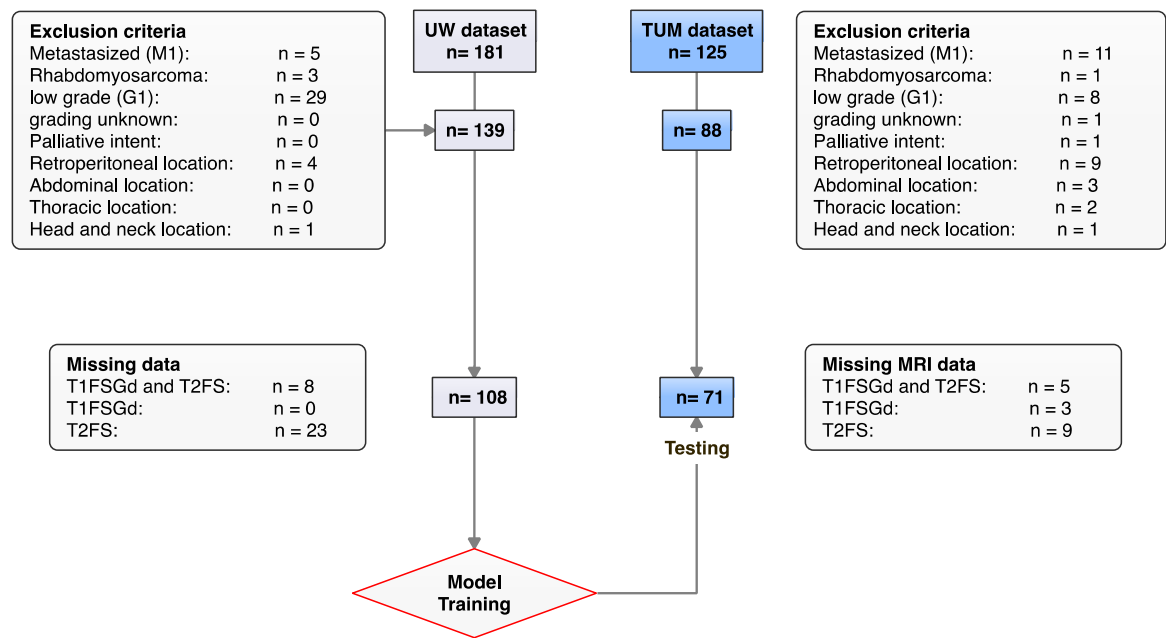 Exclusion criteria
Metastasized (M1): n = 5
Rhabdomyosarcoma: n = 3
low grade (G1): n = 29
grading unknown: n = 0
Palliative intent: n = 0
Retroperitoneal location: n = 4
Abdominal location: n = 0
Thoracic location: n = 0
Head and neck location: n = 1
UW dataset
n= 181
n= 139
TUM dataset
n= 125
n= 88
Exclusion criteria
Metastasized (M1): n = 11
Rhabdomyosarcoma: n = 1
low grade (G1): n = 8
grading unknown: n = 1
Palliative intent: n = 1
Retroperitoneal location: n = 9
Abdominal location: n = 3
Thoracic location: n = 2
Head and neck location: n = 1
Missing data
T1FSGd and T2FS: n = 8
T1FSGd: n = 0
T2FS: n = 23
n= 108
n= 71
Testing
Missing MRI data
T1FSGd and T2FS: n = 5
T1FSGd: n = 3
T2FS: n = 9
Model
Training